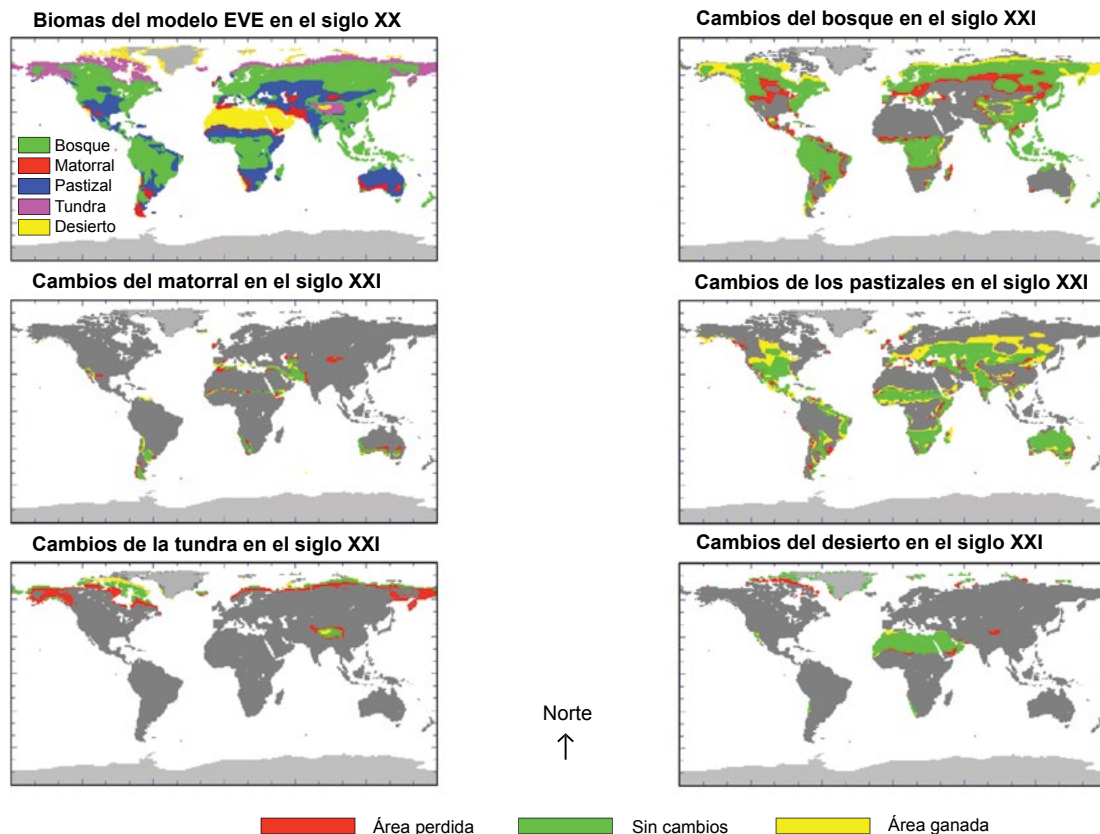 Biomas del modelo EVE en el siglo XX
Bosque
Matorral
Pastizal
Tundra
Desierto
Cambios del bosque en el siglo XXI
Cambios del matorral en el siglo XXI
Cambios de los pastizales en el siglo XXI
Cambios de la tundra en el siglo XXI
Cambios del desierto en el siglo XXI
Norte
Área perdida
Sin cambios
Área ganada